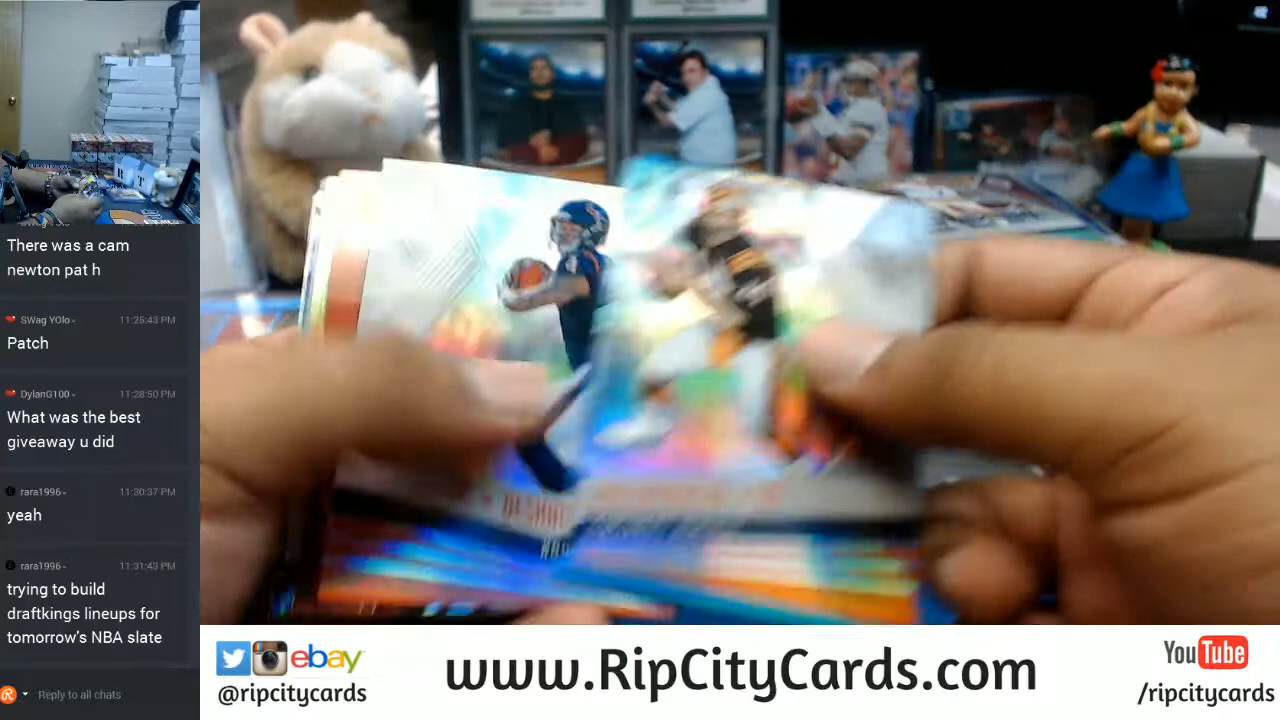 There was a cam
newton pat h
SWag YOlo
11:25:43 PM
Patch
DylanG100
11:28:50 PM
What was the best
giveaway u did
rara1996
11:30:37 PM
yeah
rara1996
11:31:43 PM
trying to build
draftkings lineups for
tomorrow's NBA slate
Reply to all chats
ebay
@ripcitycards
www.RipCityCards.com
YouTube
/ripcitycards